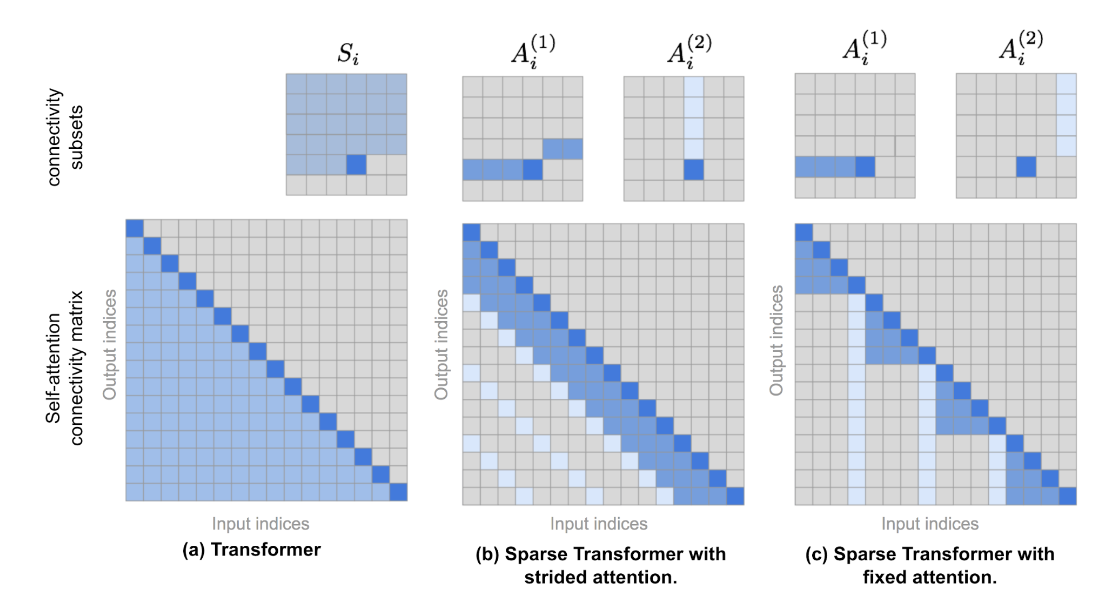 S_i
A_i^{(1)}
A_i^{(2)}
A_i^{(1)}
A_i^{(2)}
connectivity
subsets
Self-attention
connectivity matrix
Output indices
Output indices
Output indices
Input indices
Input indices
Input indices
(a) Transformer
(b) Sparse Transformer with
strided attention.
(c) Sparse Transformer with
fixed attention.